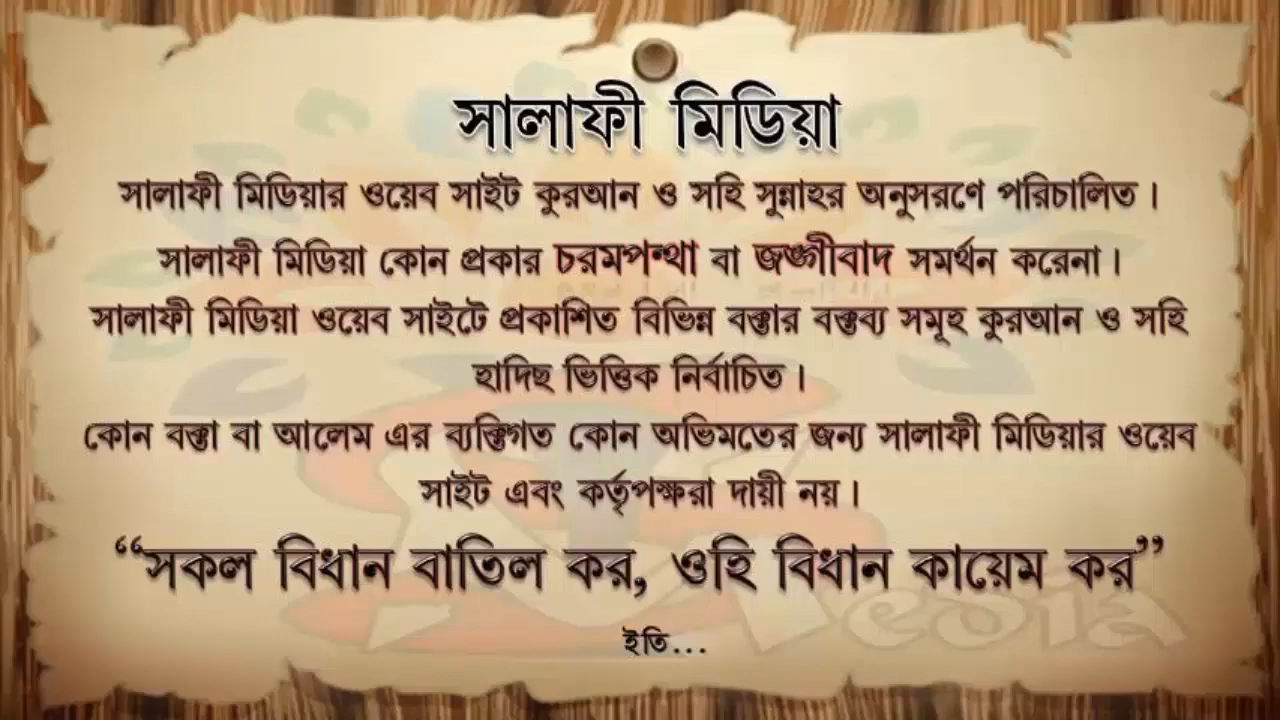 সালাফী মিডিয়া
সালাফী মিডিয়ার ওয়েব সাইট কুরআন ও সহি সুন্নাহর অনুসরণে পরিচালিত।
সালাফী মিডিয়া কোন প্রকার চরমপন্থা বা জঙ্গীবাদ সমর্থন করেনা।
সালাফী মিডিয়া ওয়েব সাইটে প্রকাশিত বিভিন্ন বক্তার বক্তব্য সমূহ কুরআন ও সহি
হাদিছ ভিত্তিক নির্বাচিত।
কোন বক্তা বা আলেম এর ব্যক্তিগত কোন অভিমতের জন্য সালাফী মিডিয়ার ওয়েব
সাইট এবং কর্তৃপক্ষরা দায়ী নয়।
“সকল বিধান বাতিল কর, ওহি বিধান কায়েম কর”
ইতি...